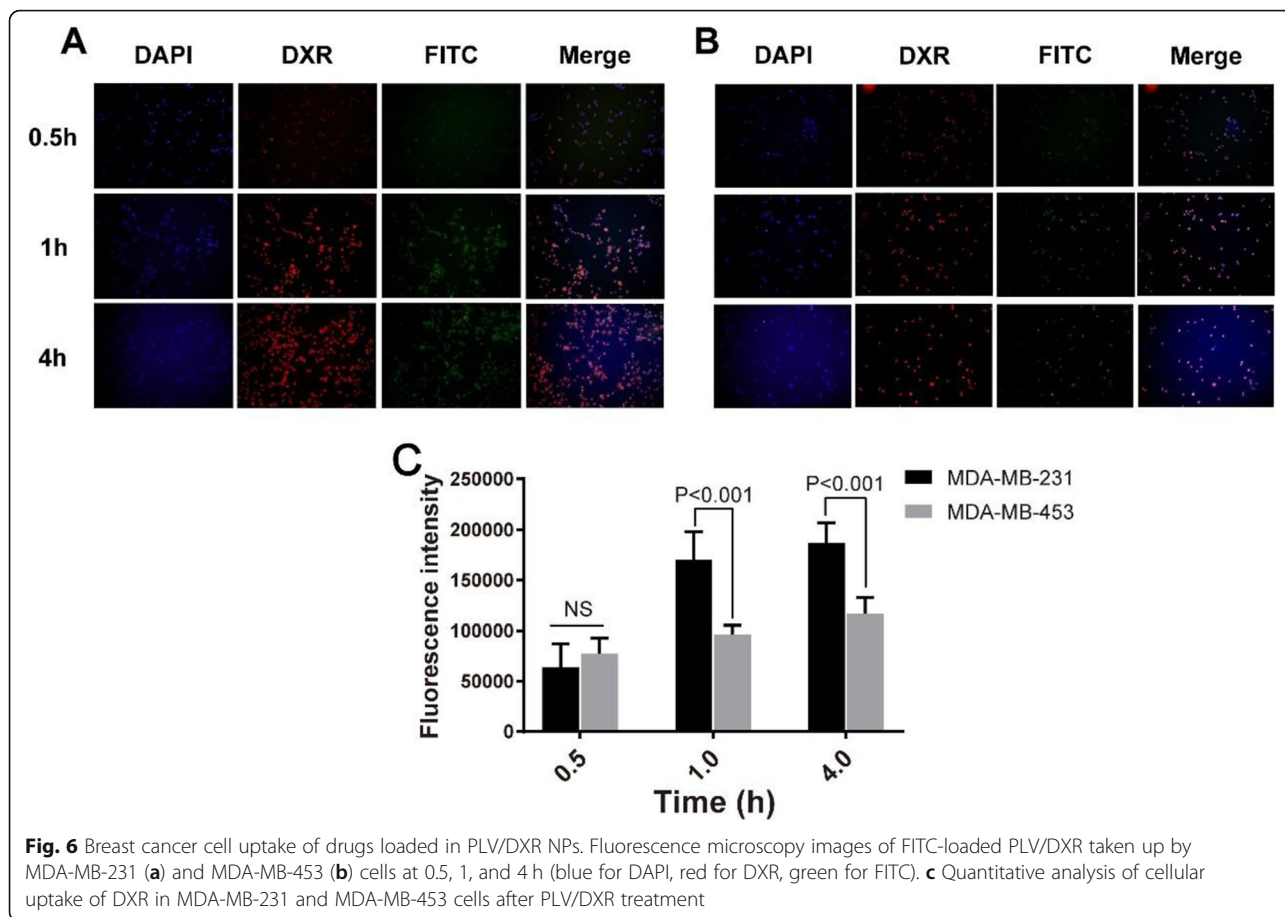 A
B
DAPI DXR FITC Merge
DAPI DXR FITC Merge
0.5h
1h
4h
C
Fluorescence intensity
250000
200000
150000
100000
50000
0
NS
P<0.001
P<0.001
MDA-MB-231
MDA-MB-453
0.5 1.0 4.0
Time (h)
Fig. 6 Breast cancer cell uptake of drugs loaded in PLV/DXR NPs. Fluorescence microscopy images of FITC-loaded PLV/DXR taken up by
MDA-MB-231 (a) and MDA-MB-453 (b) cells at 0.5, 1, and 4 h (blue for DAPI, red for DXR, green for FITC). c Quantitative analysis of cellular
uptake of DXR in MDA-MB-231 and MDA-MB-453 cells after PLV/DXR treatment